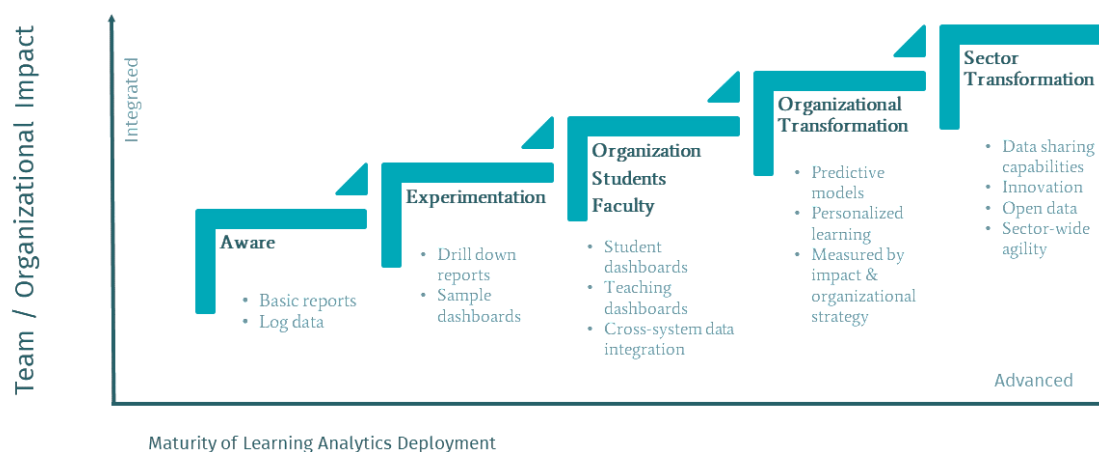 Team / Organizational Impact
Integrated
Aware
• Basic reports
• Log data
Experimentation
• Drill down
reports
• Sample
dashboards
Organization
Students
Faculty
• Student
dashboards
• Teaching
dashboards
• Cross-system data
integration
Organizational
Transformation
• Predictive
models
• Personalized
learning
• Measured by
impact &
organizational
strategy
Sector
Transformation
• Data sharing
capabilities
• Innovation
• Open data
• Sector-wide
agility
Advanced
Maturity of Learning Analytics Deployment